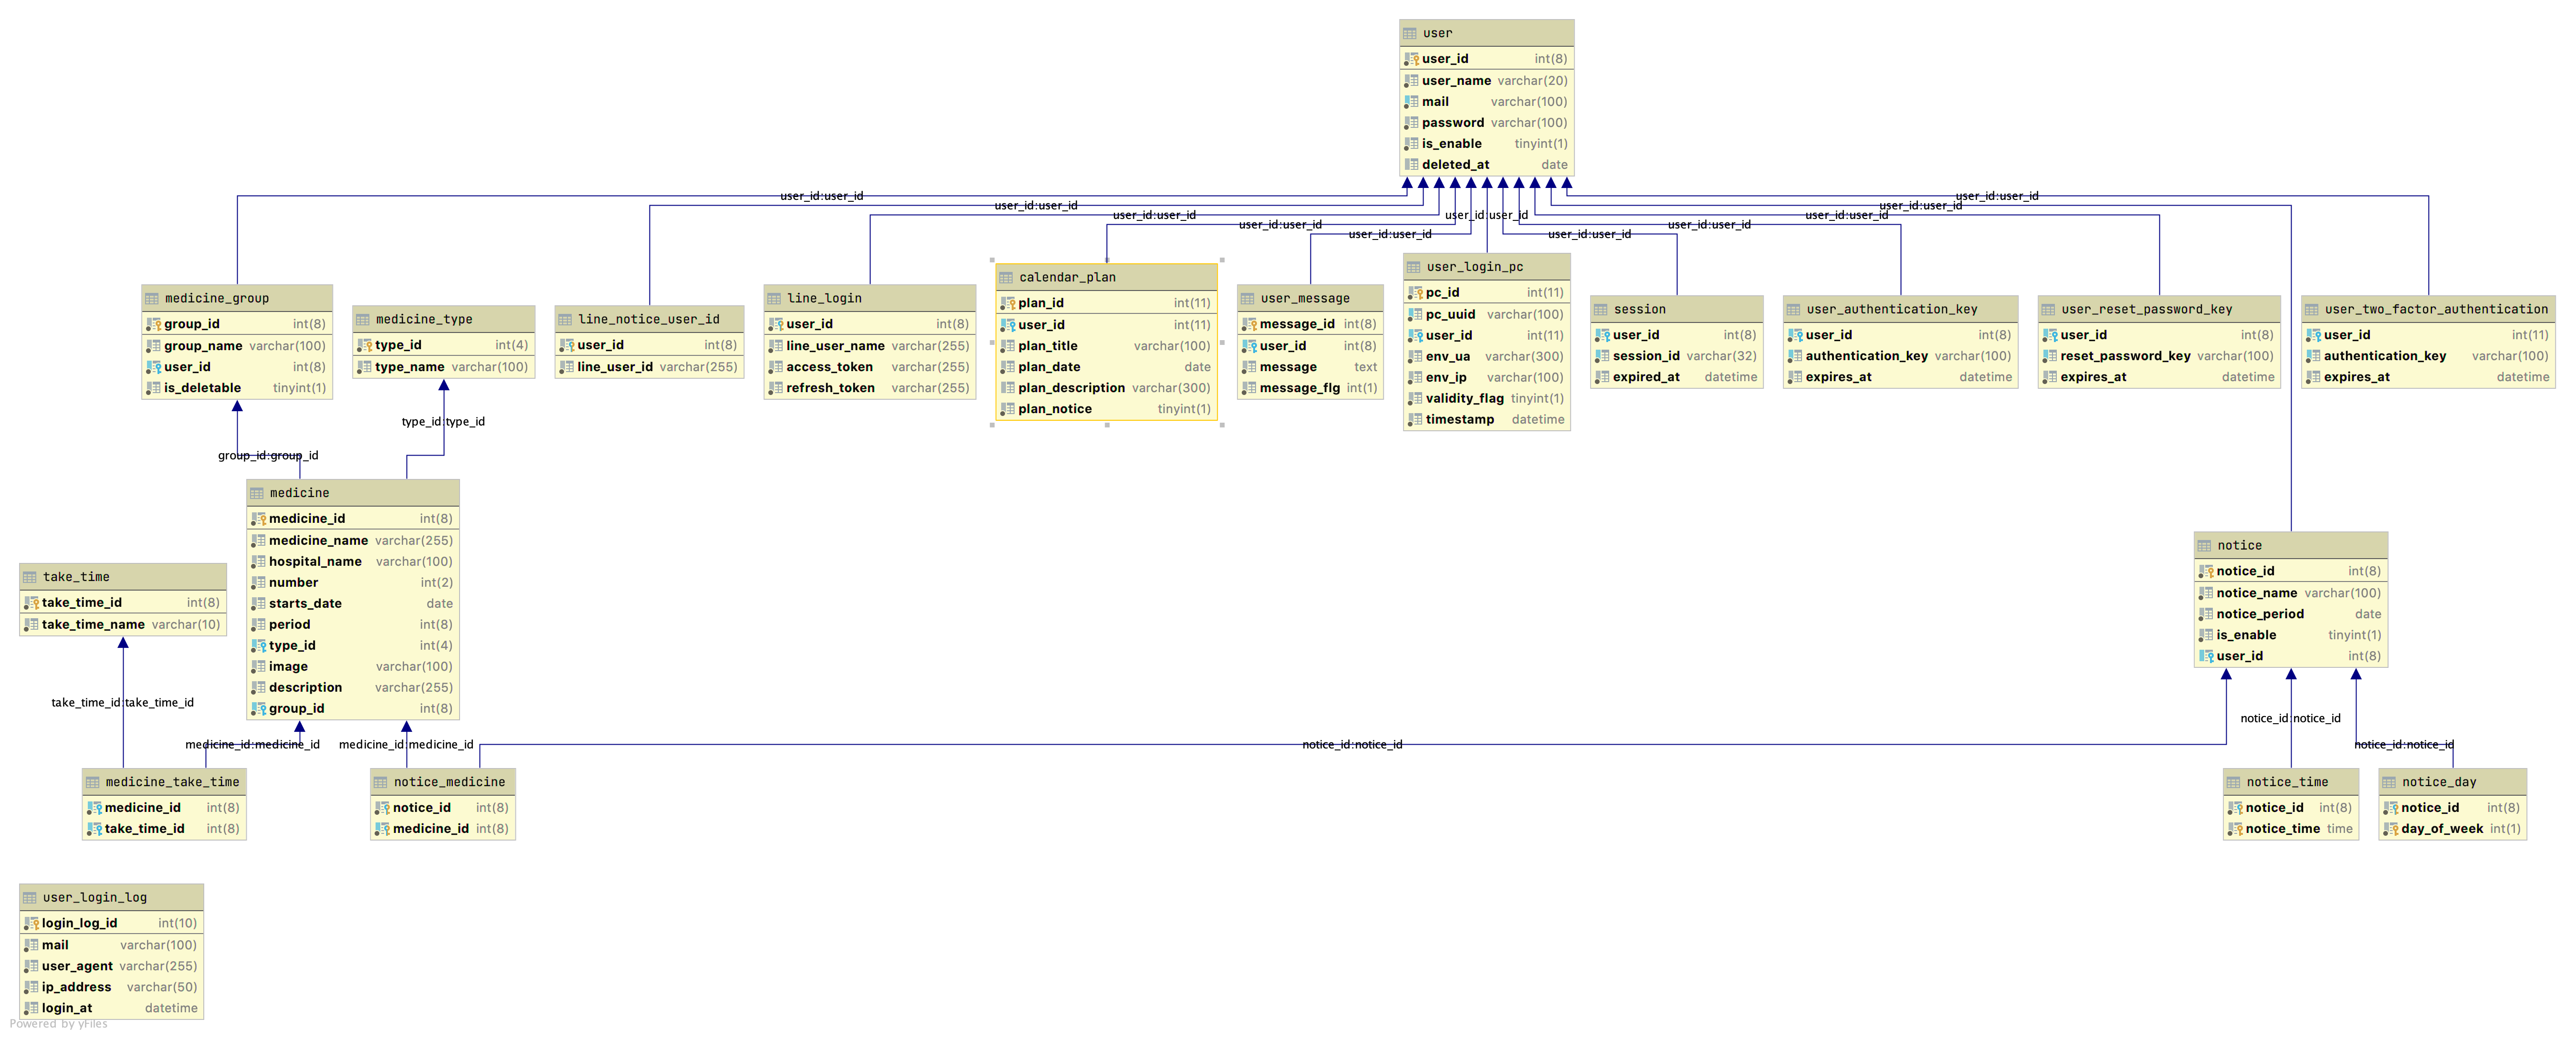 user
user_id int(8)
user_name varchar(20)
mail varchar(100)
password varchar(100)
is_enable tinyint(1)
deleted_at date
user_id:user_id
user_id:user_id
user_id:user_id
user_id:user_id
user_id:user_id
user_id:user_id
user_id:user_id
user_id:user_id
user_id:user_id
user_id:user_id
user_id:user_id
medicine_group
group_id int(8)
group_name varchar(100)
user_id int(8)
is_deletable tinyint(1)
medicine_type
type_id int(4)
type_name varchar(100)
line_notice_user_id
user_id int(8)
line_user_id varchar(255)
line_login
user_id int(8)
line_user_name varchar(255)
access_token varchar(255)
refresh_token varchar(255)
calendar_plan
plan_id int(11)
user_id int(11)
plan_title varchar(100)
plan_date date
plan_description varchar(300)
plan_notice tinyint(1)
user_message
message_id int(8)
user_id int(8)
message text
message_flg int(1)
user_login_pc
pc_id int(11)
pc_uuid varchar(100)
user_id int(11)
env_ua varchar(300)
env_ip varchar(100)
validity_flag tinyint(1)
timestamp datetime
session
user_id int(8)
session_id varchar(32)
expired_at datetime
user_authentication_key
user_id int(8)
authentication_key varchar(100)
expires_at datetime
user_reset_password_key
user_id int(8)
reset_password_key varchar(100)
expires_at datetime
user_two_factor_authentication
user_id int(11)
authentication_key varchar(100)
expires_at datetime
group_id:group_id
type_id:type_id
medicine
medicine_id int(8)
medicine_name varchar(255)
hospital_name varchar(100)
number int(2)
starts_date date
period int(8)
type_id int(4)
image varchar(100)
description varchar(255)
group_id int(8)
take_time
take_time_id int(8)
take_time_name varchar(10)
notice
notice_id int(8)
notice_name varchar(100)
notice_period date
is_enable tinyint(1)
user_id int(8)
take_time_id:take_time_id
medicine_id:medicine_id
medicine_id:medicine_id
notice_id:notice_id
notice_id:notice_id
notice_id:notice_id
medicine_take_time
medicine_id int(8)
take_time_id int(8)
notice_medicine
notice_id int(8)
medicine_id int(8)
notice_time
notice_id int(8)
notice_time time
notice_day
notice_id int(8)
day_of_week int(1)
user_login_log
login_log_id int(10)
mail varchar(100)
user_agent varchar(255)
ip_address varchar(50)
login_at datetime
Powered by yFiles